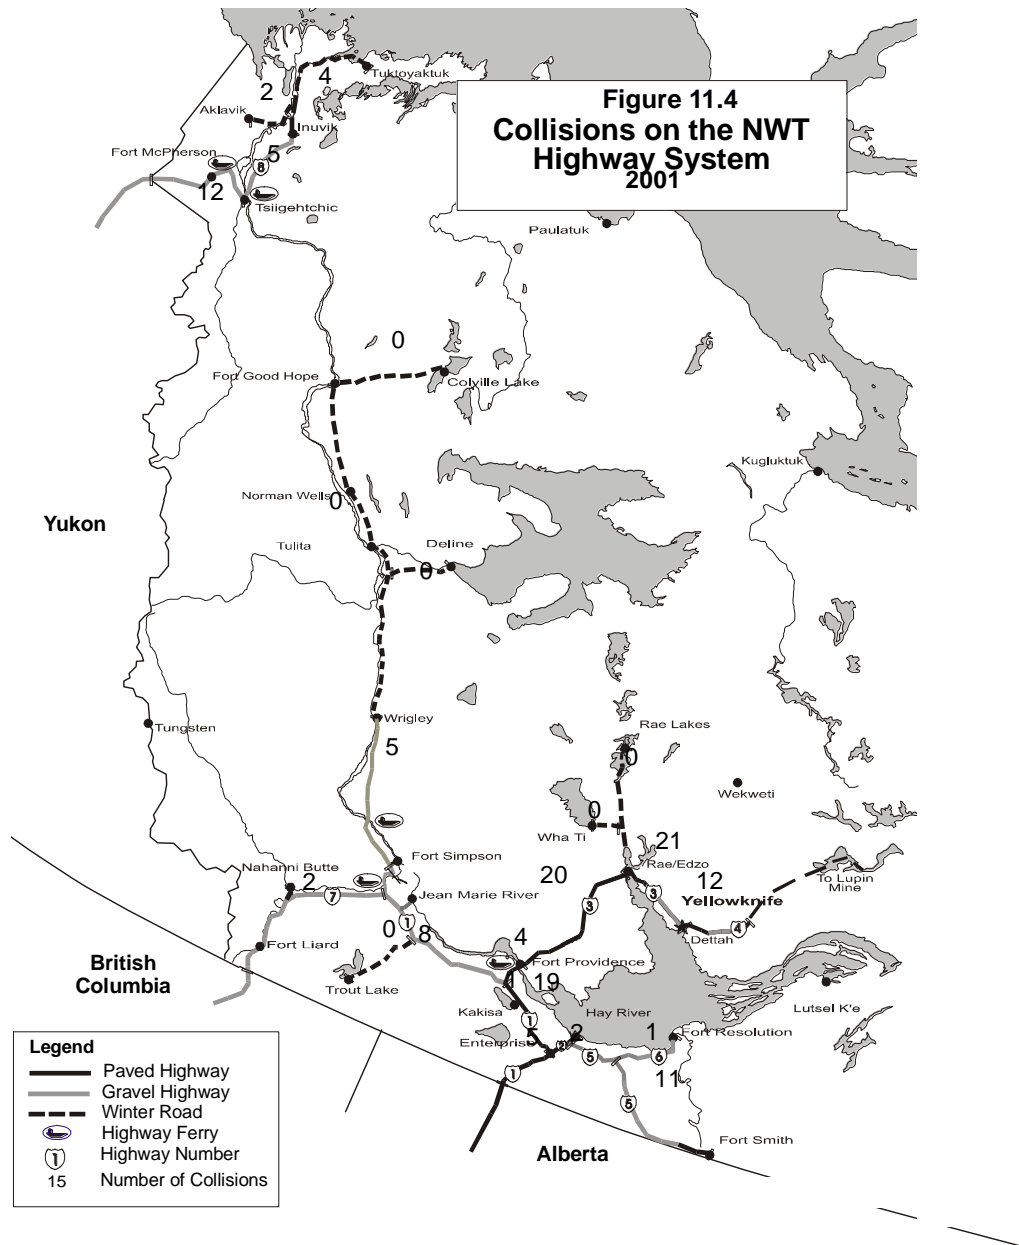 Figure 11.4
Collisions on the NWT
Highway System
2001
Tuktoyaktuk
4
2
Aklavik
Inuvik
5
Fort McPherson
8
12
Tsiigehtchic
Paulatuk
0
Fort Good Hope
Colville Lake
Kugluktuk
Norman Wells
0
Yukon
Tulita
Deline
0
Wrigley
Rae Lakes
Tungsten
5
0
Wekweti
0
Wha Ti
21
Fort Simpson
Rae/Edzo
Nahanni Butte
2
20
12
To Lupin
Mine
7
Jean Marie River
3
3
Yellowknife
0
1
8
4
4
Dettah
Fort Liard
British
Columbia
Fort Providence
Trout Lake
19
Kakisa
Hay River
Lutsel K'e
1
5
2
1
Fort Resolution
Enterprise
2
5
6
1
11
5
Fort Smith
Alberta
Legend
Paved Highway
Gravel Highway
Winter Road
Highway Ferry
1
Highway Number
15
Number of Collisions